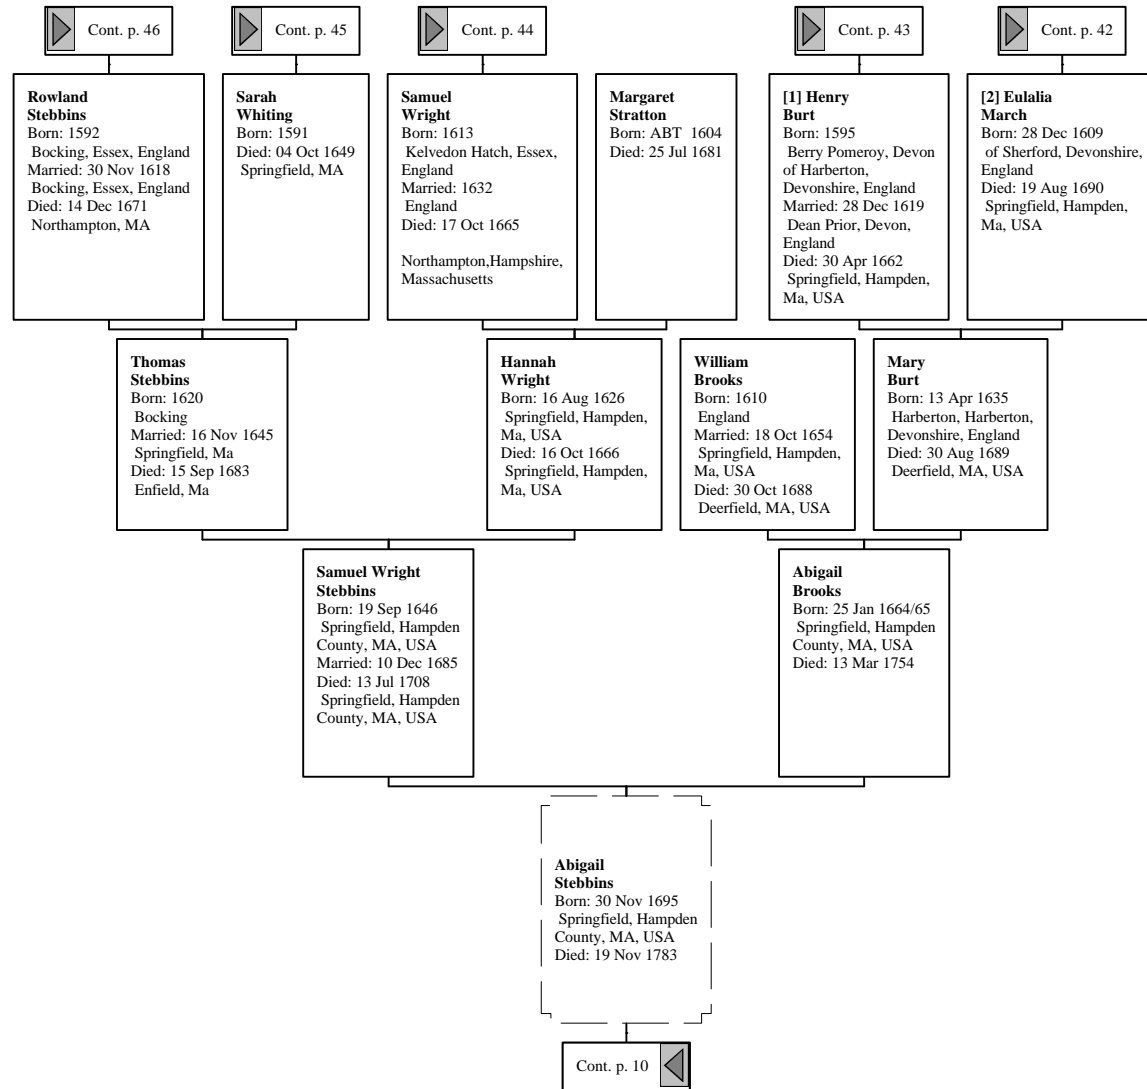 Cont. p. 46
Cont. p. 45
Cont. p. 44
Cont. p. 43
Cont. p. 42
Rowland
Stebbins
Born: 1592
Bocking, Essex, England
Married: 30 Nov 1618
Bocking, Essex, England
Died: 14 Dec 1671
Northampton, MA
Sarah
Whiting
Born: 1591
Died: 04 Oct 1649
Springfield, MA
Samuel
Wright
Born: 1613
Kelvedon Hatch, Essex,
England
Married: 1632
England
Died: 17 Oct 1665
Northampton,Hampshire,
Massachusetts
Margaret
Stratton
Born: ABT 1604
Died: 25 Jul 1681
[1] Henry
Burt
Born: 1595
Berry Pomeroy, Devon
of Harberton,
Devonshire, England
Married: 28 Dec 1619
Dean Prior, Devon,
England
Died: 30 Apr 1662
Springfield, Hampden,
Ma, USA
[2] Eulalia
March
Born: 28 Dec 1609
of Sherford, Devonshire,
England
Died: 19 Aug 1690
Springfield, Hampden,
Ma, USA
Thomas
Stebbins
Born: 1620
Bocking
Married: 16 Nov 1645
Springfield, Ma
Died: 15 Sep 1683
Enfield, Ma
Hannah
Wright
Born: 16 Aug 1626
Springfield, Hampden,
Ma, USA
Died: 16 Oct 1666
Springfield, Hampden,
Ma, USA
William
Brooks
Born: 1610
England
Married: 18 Oct 1654
Springfield, Hampden,
Ma, USA
Died: 30 Oct 1688
Deerfield, MA, USA
Mary
Burt
Born: 13 Apr 1635
Harberton, Harberton,
Devonshire, England
Died: 30 Aug 1689
Deerfield, MA, USA
Samuel Wright
Stebbins
Born: 19 Sep 1646
Springfield, Hampden
County, MA, USA
Married: 10 Dec 1685
Died: 13 Jul 1708
Springfield, Hampden
County, MA, USA
Abigail
Brooks
Born: 25 Jan 1664/65
Springfield, Hampden
County, MA, USA
Died: 13 Mar 1754
Abigail
Stebbins
Born: 30 Nov 1695
Springfield, Hampden
County, MA, USA
Died: 19 Nov 1783
Cont. p. 10